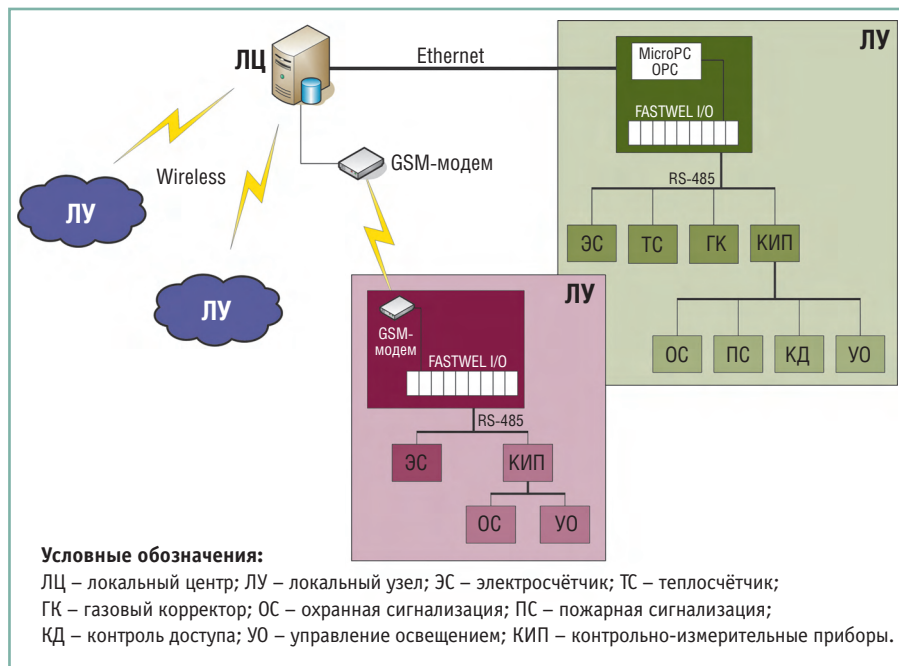 ЛЦ
Ethernet
ЛУ
MicroPC
OPC
FASTWEL I/O
RS-485
ЭС ТС ГК КИП
ОС ПС КД УО
Wireless
GSM-модем
ЛУ
ЛУ
ЛУ
GSM-
модем
FASTWEL I/O
RS-485
ЭС КИП
ОС УО
Условные обозначения:
ЛЦ – локальный центр; ЛУ – локальный узел; ЭС – электросчётчик; ТС – теплосчётчик;
ГК – газовый корректор; ОС – охранная сигнализация; ПС – пожарная сигнализация;
КД – контроль доступа; УО – управление освещением; КИП – контрольно-измерительные приборы.